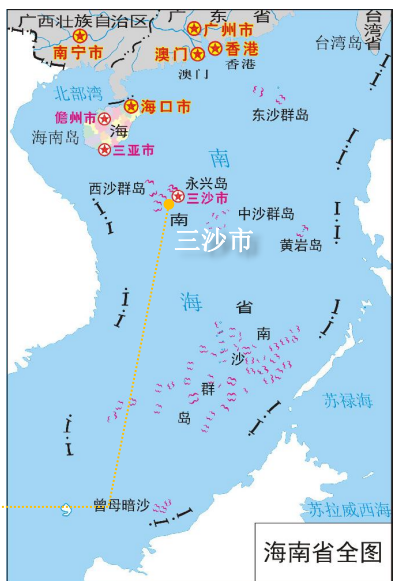 广西壮族自治区
广东省
台湾省
南宁市
广州市
香港
澳门
香港
澳门
台湾岛
北部湾
海口市
儋州市
海
海南岛
三亚市
东沙群岛
南
西沙群岛
永兴岛
三沙市
南
中沙群岛
三沙市
黄岩岛
海
省
南
沙
群
岛
苏禄海
曾母暗沙
苏拉威西海
海南省全图